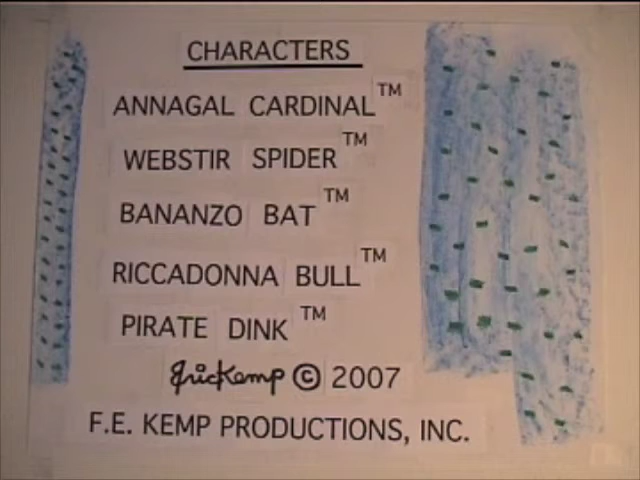 CHARACTERS
ANNAGAL CARDINAL™
WEBSTIR SPIDER™
BANANZO BAT™
RICCADONNA BULL™
PIRATE DINK™
EricKemp © 2007
F.E. KEMP PRODUCTIONS, INC.